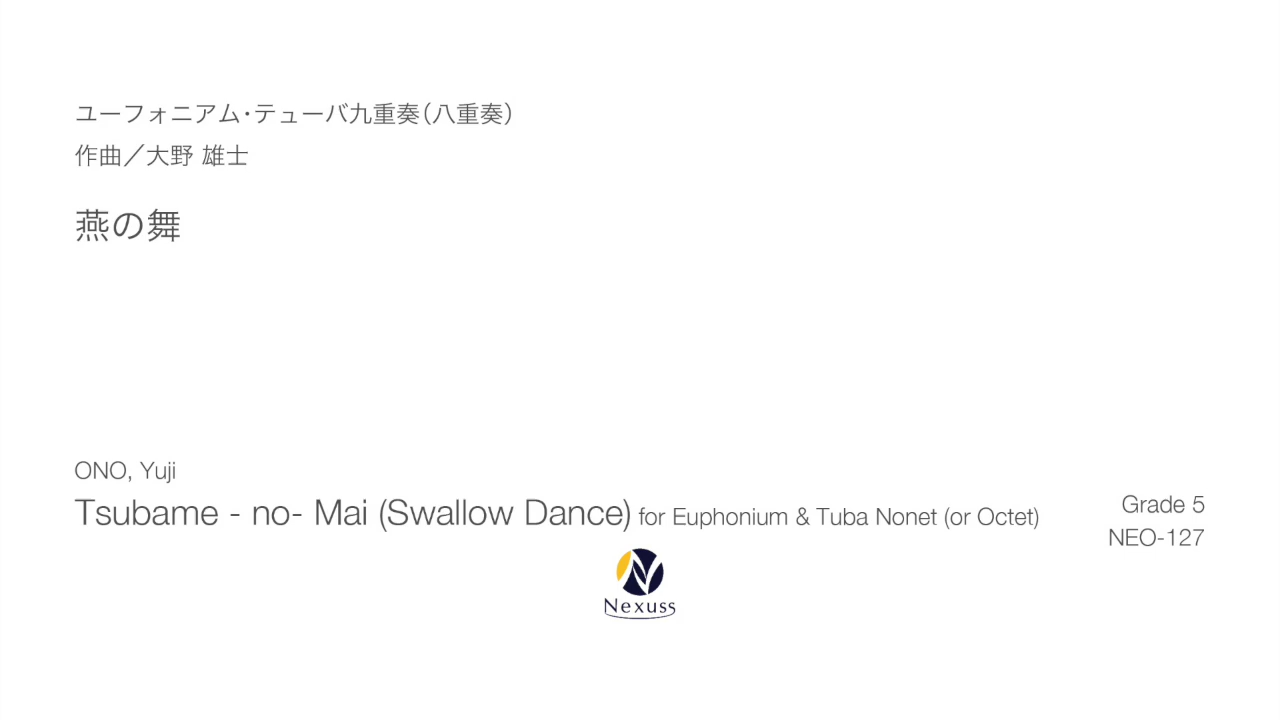 ユーフォニアム･テューバ九重奏（八重奏）
作曲／大野 雄士
燕の舞
ONO, Yuji
Tsubame - no- Mai (Swallow Dance) for Euphonium & Tuba Nonet (or Octet)
Grade 5
NEO-127
Nexuss